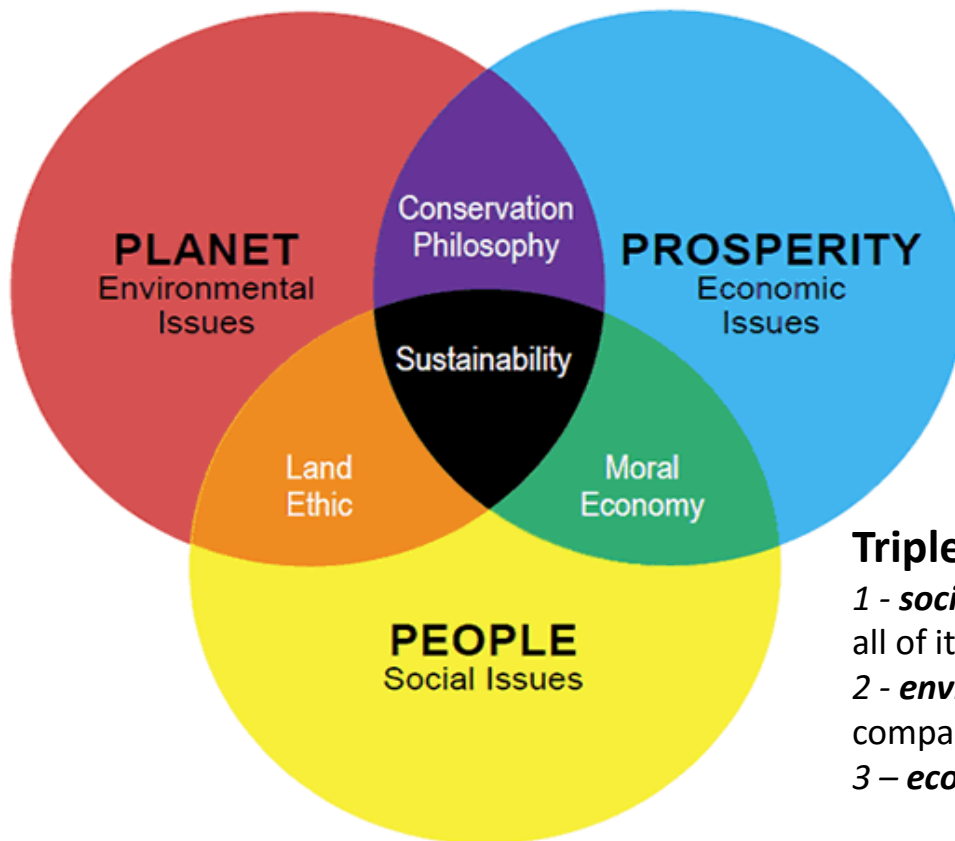 Conservation
Philosophy
PLANET
Environmental
Issues
PROSPERITY
Economic
Issues
Sustainability
Land
Ethic
Moral
Economy
PEOPLE
Social Issues
Triple
1 - soci
all of it
2 - env
compa
3 – eco